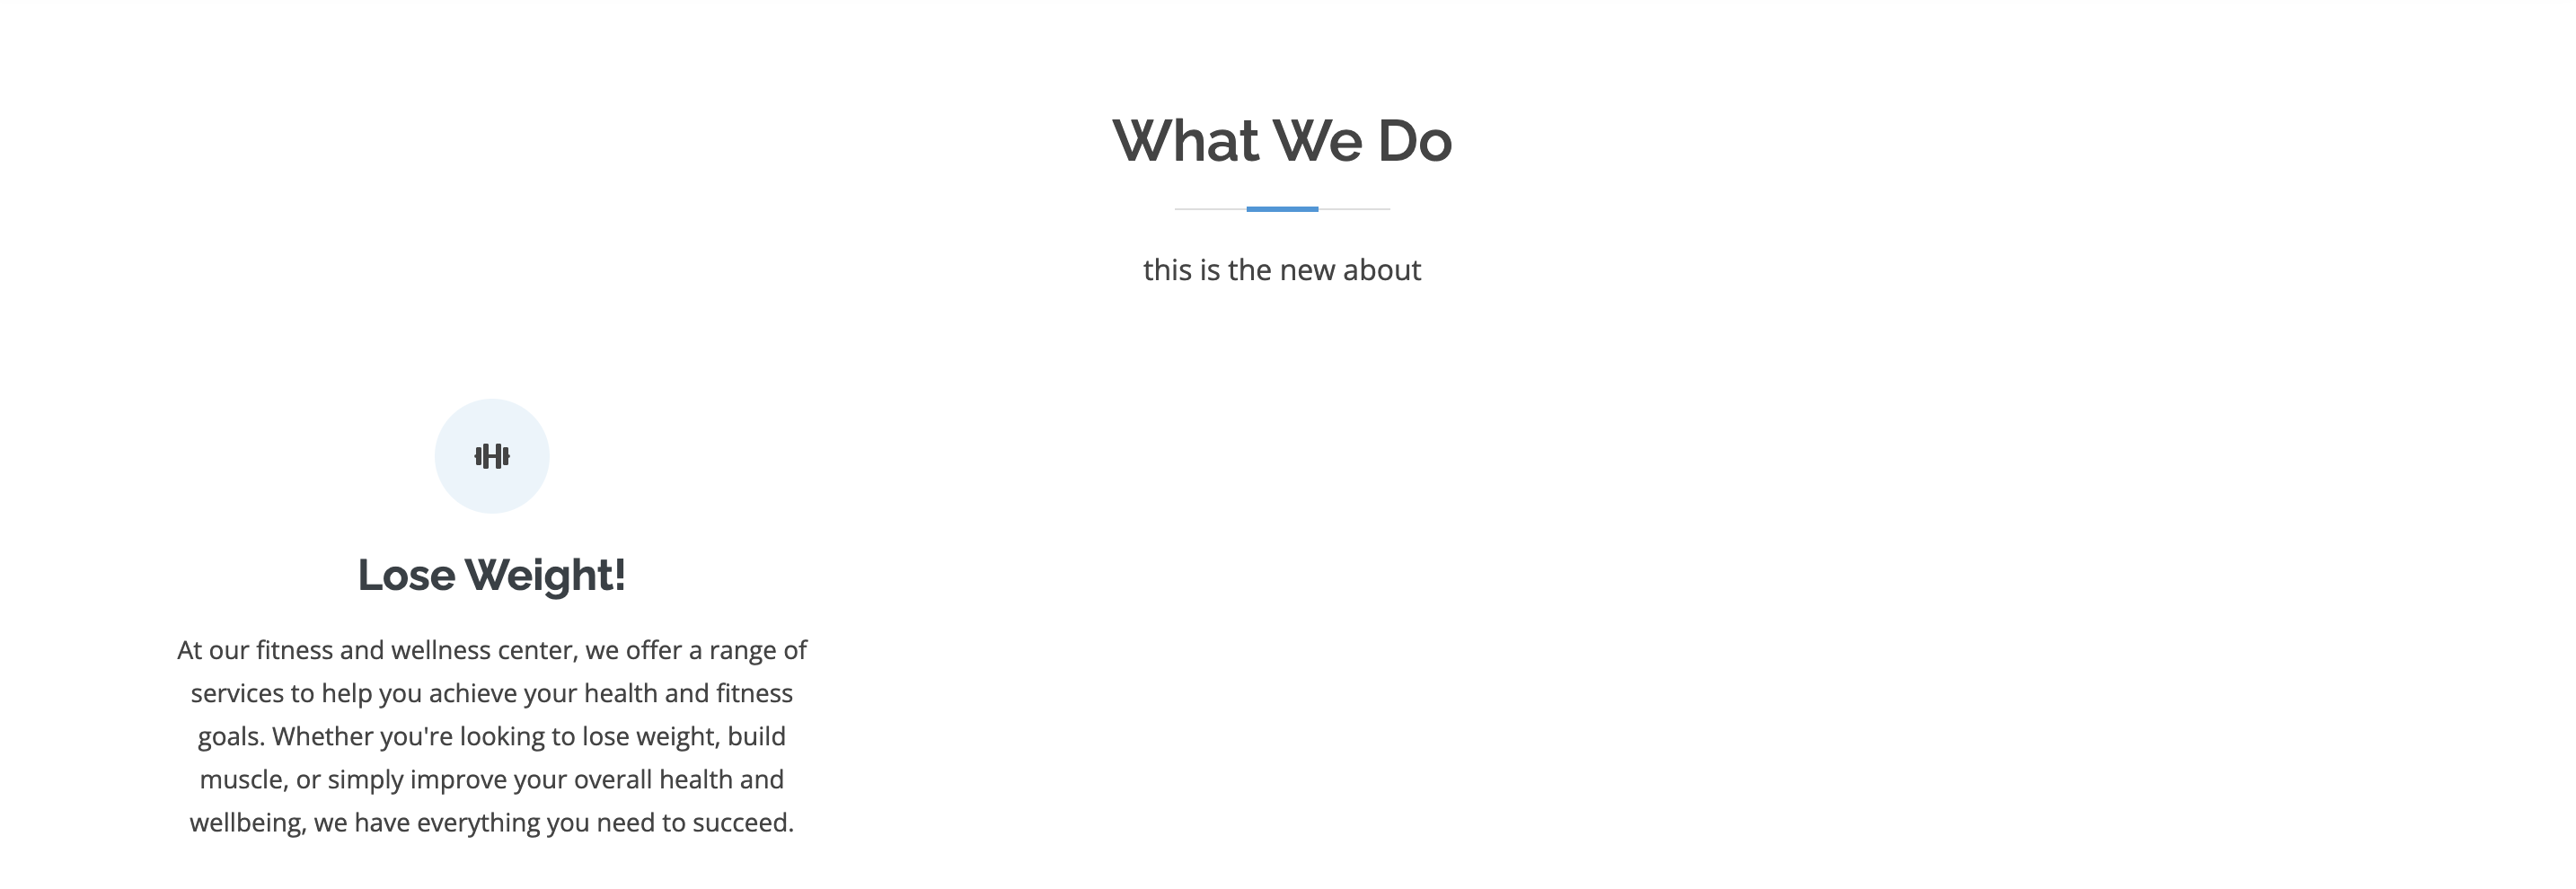 What We Do
this is the new about
Lose Weight!
At our fitness and wellness center, we offer a range of
services to help you achieve your health and fitness
goals. Whether you're looking to lose weight, build
muscle, or simply improve your overall health and
wellbeing, we have everything you need to succeed.